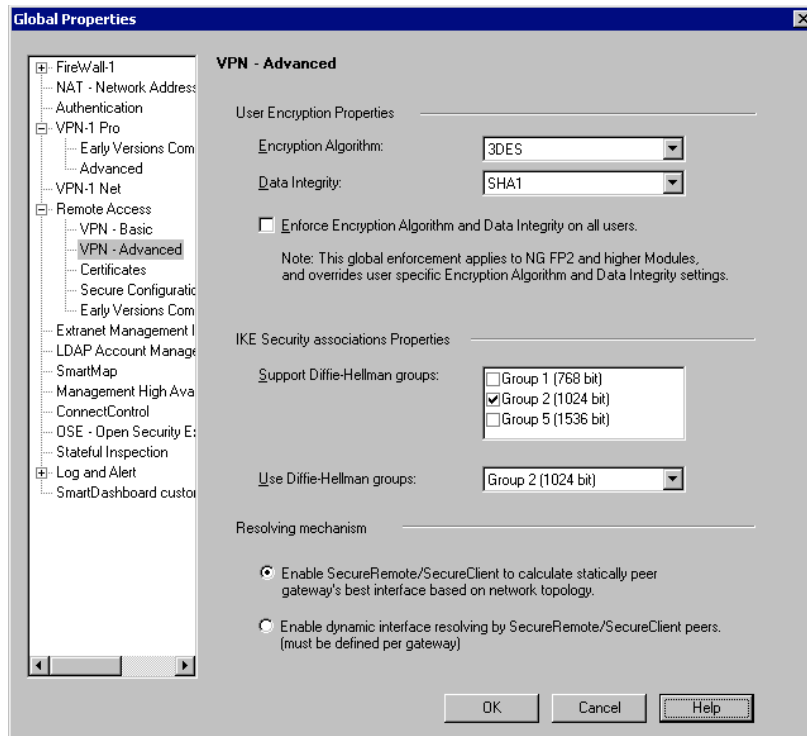 Global Properties
FireWall-1
NAT - Network Address
Authentication
VPN-1 Pro
Early Versions Com
Advanced
VPN-1 Net
Remote Access
VPN - Basic
VPN - Advanced
Certificates
Secure Configuratic
Early Versions Com
Extranet Management I
LDAP Account Manage
SmartMap
Management High Ava
ConnectControl
OSE - Open Security E
Stateful Inspection
Log and Alert
SmartDashboard custo
VPN - Advanced
User Encryption Properties
Encryption Algorithm: 3DES
Data Integrity: SHA1
Enforce Encryption Algorithm and Data Integrity on all users.
Note: This global enforcement applies to NG FP2 and higher Modules,
and overrides user specific Encryption Algorithm and Data Integrity settings.
IKE Security associations Properties
Support Diffie-Hellman groups:
Group 1 (768 bit)
Group 2 (1024 bit)
Group 5 (1536 bit)
Use Diffie-Hellman groups: Group 2 (1024 bit)
Resolving mechanism
Enable SecureRemote/SecureClient to calculate statically peer
gateway's best interface based on network topology.
Enable dynamic interface resolving by SecureRemote/SecureClient peers.
(must be defined per gateway)
OK Cancel Help